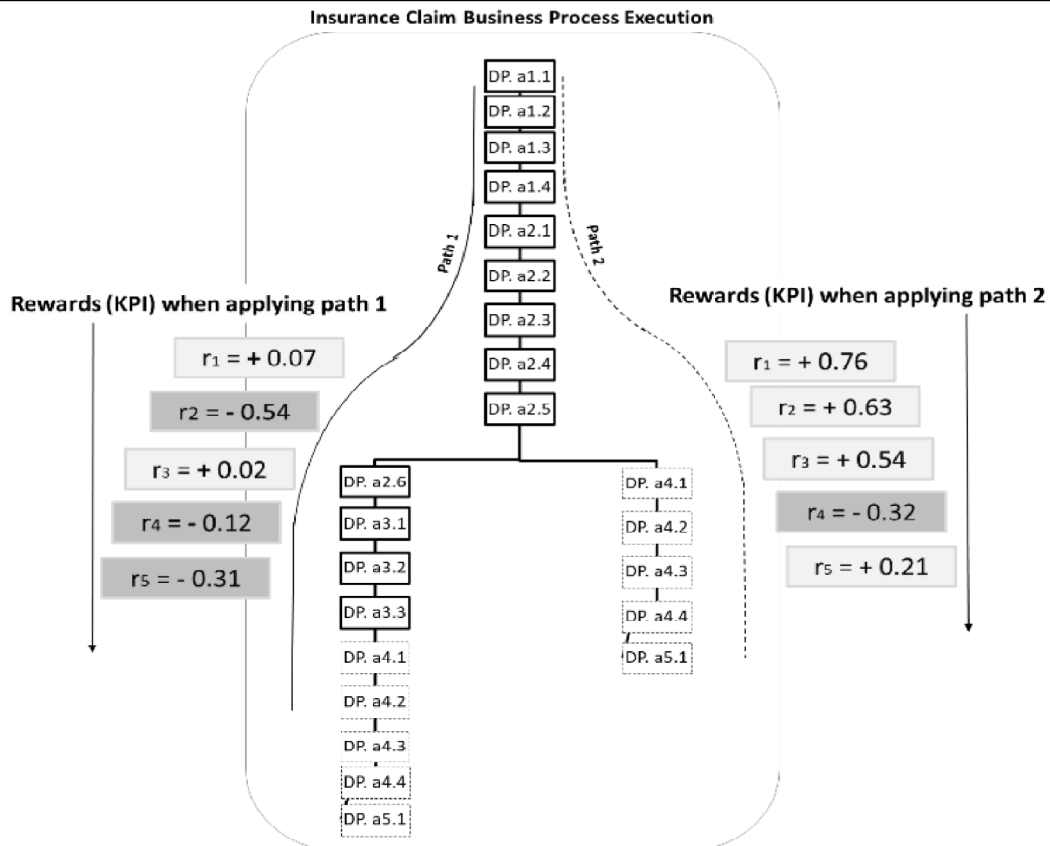 Insurance Claim Business Process Execution
DP. a1.1
DP. a1.2
DP. a1.3
DP. a1.4
DP. a2.1
DP. a2.2
DP. a2.3
DP. a2.4
DP. a2.5
Path 1
Path 2
Rewards (KPI) when applying path 1
r1 = + 0.07
r2 = - 0.54
r3 = + 0.02
r4 = - 0.12
r5 = - 0.31
Rewards (KPI) when applying path 2
r1 = + 0.76
r2 = + 0.63
r3 = + 0.54
r4 = - 0.32
r5 = + 0.21
DP. a2.6
DP. a3.1
DP. a3.2
DP. a3.3
DP. a4.1
DP. a4.2
DP. a4.3
DP. a4.4
DP. a5.1
DP. a4.1
DP. a4.2
DP. a4.3
DP. a4.4
DP. a5.1